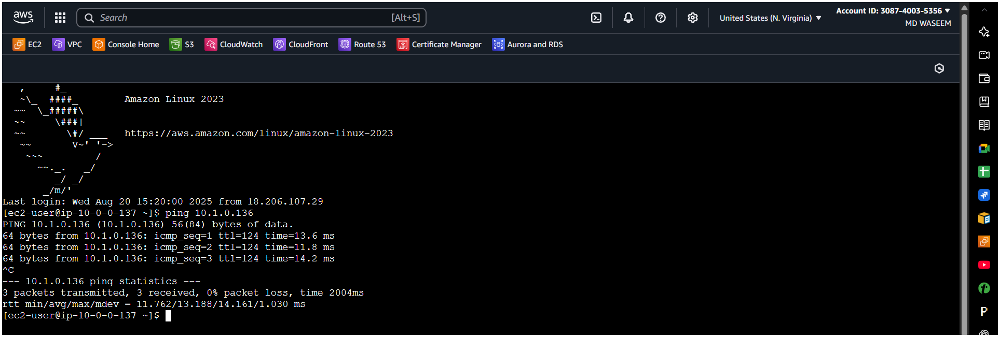 aws
Search [Alt+S]
United States (N. Virginia) ▼
Account ID: 3087-4003-5356 ▼
MD WASEEM
EC2 VPC Console Home S3 CloudWatch CloudFront Route 53 Certificate Manager Aurora and RDS
   ,     #_
   ~\_  ####_        Amazon Linux 2023
  ~~  \_#####\
  ~~     \###|
  ~~       \#/ ___   https://aws.amazon.com/linux/amazon-linux-2023
   ~~       V~' '->
    ~~~         /
      ~~._.   _/
         _/ _/
       _/m/'
Last login: Wed Aug 20 15:20:00 2025 from 18.206.107.29
[ec2-user@ip-10-0-0-137 ~]$ ping 10.1.0.136
PING 10.1.0.136 (10.1.0.136) 56(84) bytes of data.
64 bytes from 10.1.0.136: icmp_seq=1 ttl=124 time=13.6 ms
64 bytes from 10.1.0.136: icmp_seq=2 ttl=124 time=11.8 ms
64 bytes from 10.1.0.136: icmp_seq=3 ttl=124 time=14.2 ms
^C
--- 10.1.0.136 ping statistics ---
3 packets transmitted, 3 received, 0% packet loss, time 2004ms
rtt min/avg/max/mdev = 11.762/13.188/14.161/1.030 ms
[ec2-user@ip-10-0-0-137 ~]$
P